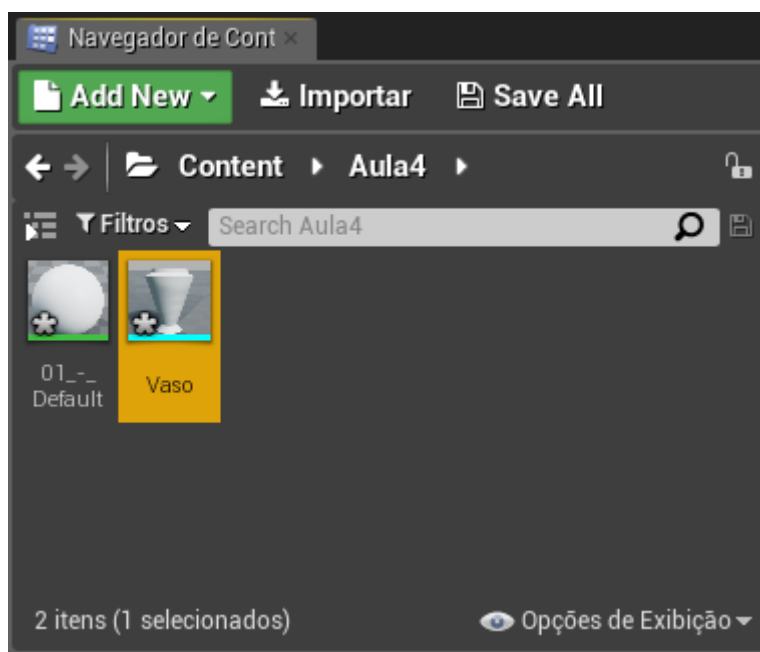 Navegador de Cont
Add New Importar Save All
Content Aula4
Filtros Search Aula4
01_-_
Default
Vaso
2 itens (1 selecionados) Opções de Exibição